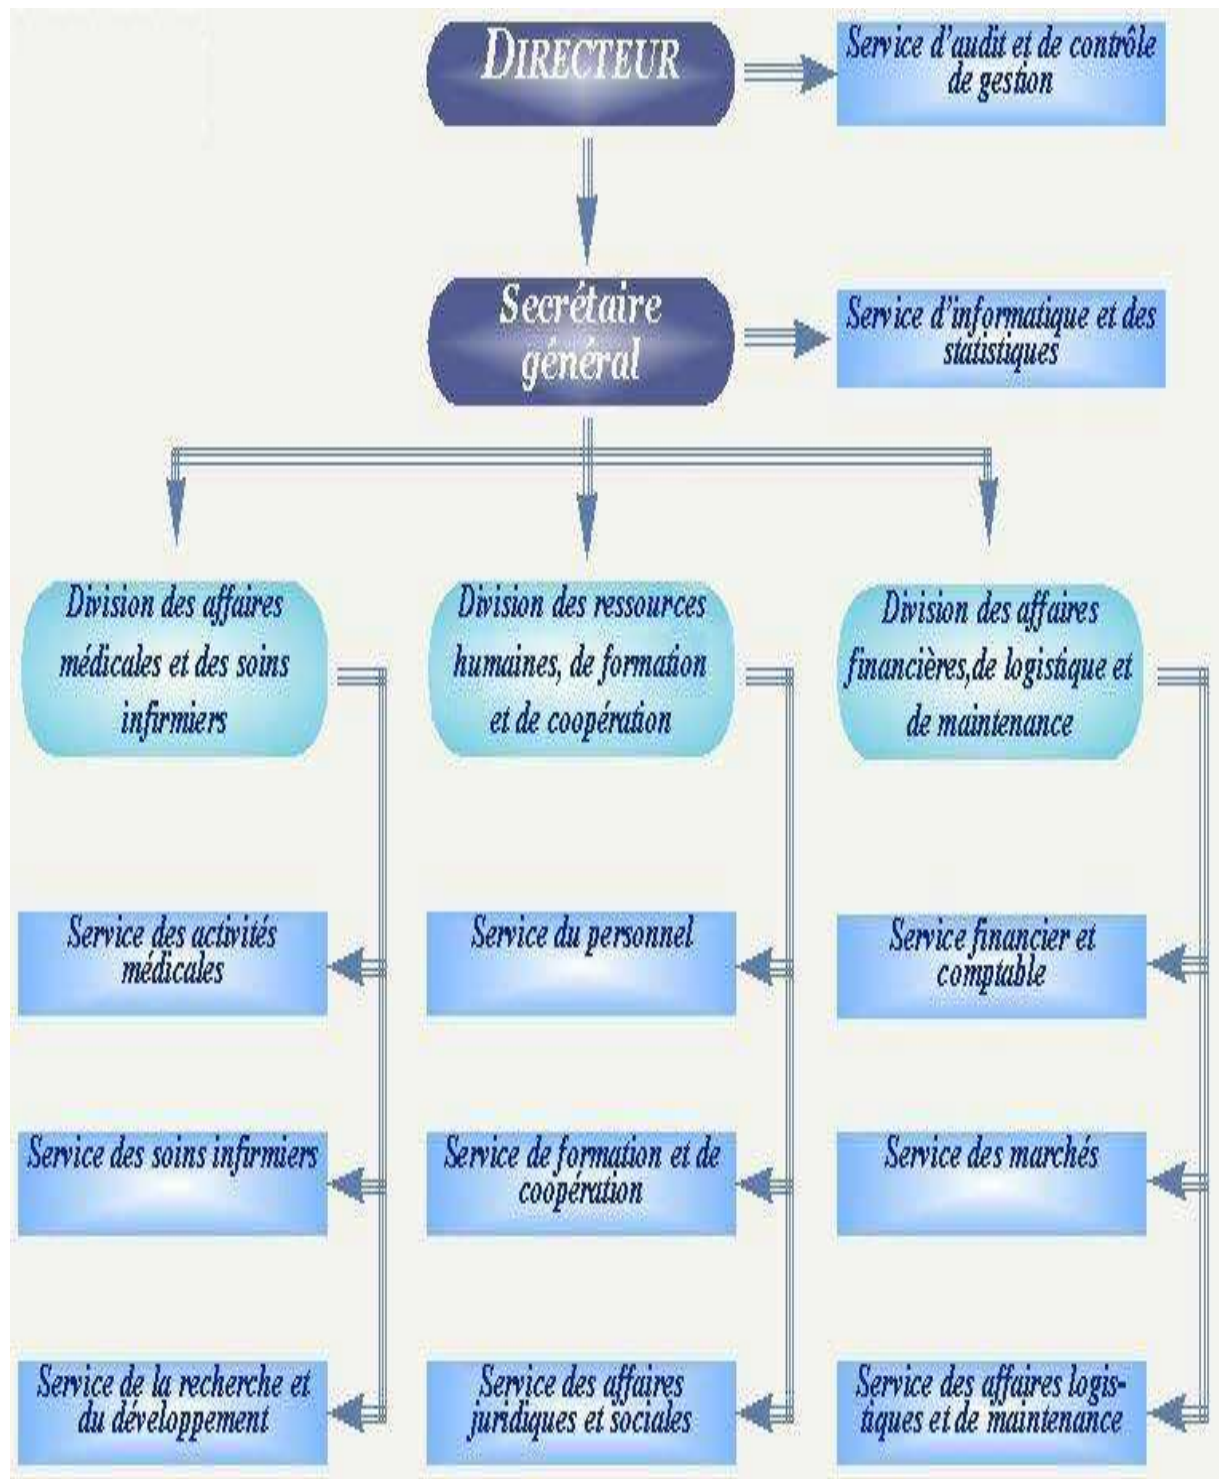 DIRECTEUR
Service d'audit et de contrôle
de gestion
Secrétaire
général
Service d'informatique et des
statistiques
Division des affaires
médicales et des soins
infirmiers
Division des ressources
humaines, de formation
et de coopération
Division des affaires
financières,de logistique et
de maintenance
Service des activités
médicales
Service du personnel
Service financier et
comptable
Service des soins infirmiers
Service de formation et de
coopération
Service des marchés
Service de la recherche et
du développement
Service des affaires
juridiques et sociales
Service des affaires logis-
tiques et de maintenance